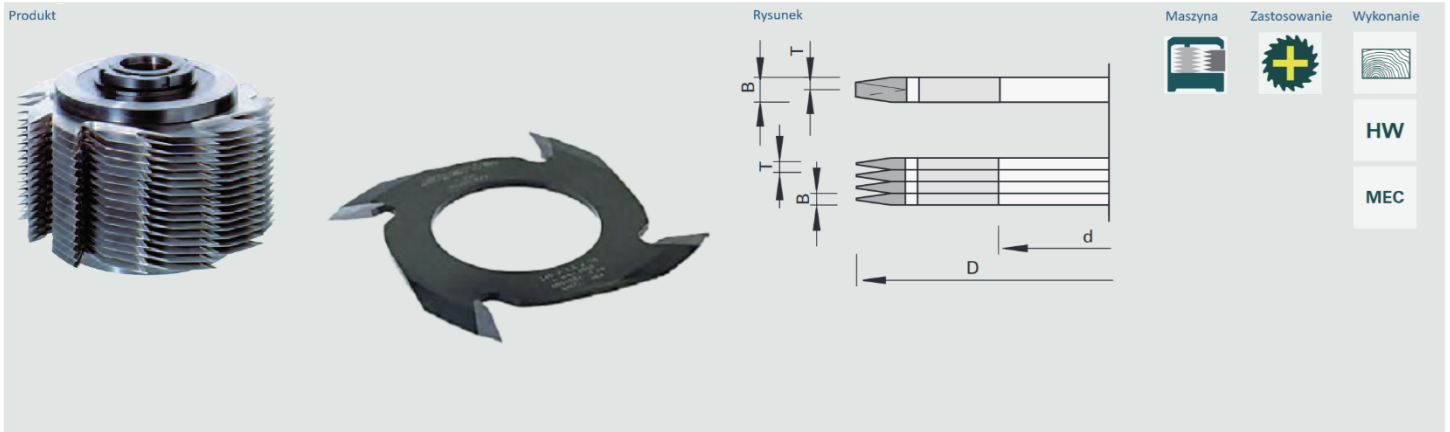 Produkt
Rysunek
Maszyna
Zastosowanie
Wykonanie
T
B
T
B
d
D
HW
MEC